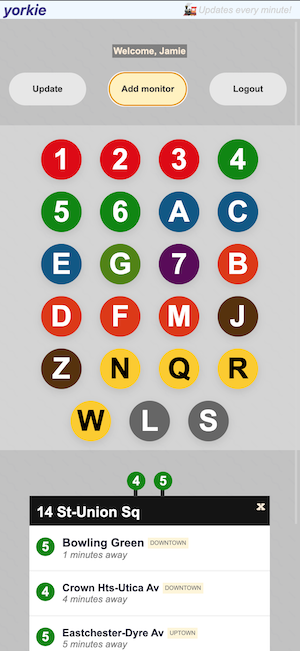 yorkie
Updates every minute!
Welcome, Jamie
Update Add monitor Logout
1 2 3 4
5 6 A C
E G 7 B
D F M J
Z N Q R
W L S
4 5
14 St-Union Sq x
5 Bowling Green DOWNTOWN
1 minutes away
4 Crown Hts-Utica Av DOWNTOWN
4 minutes away
5 Eastchester-Dyre Av UPTOWN
5 minutes away